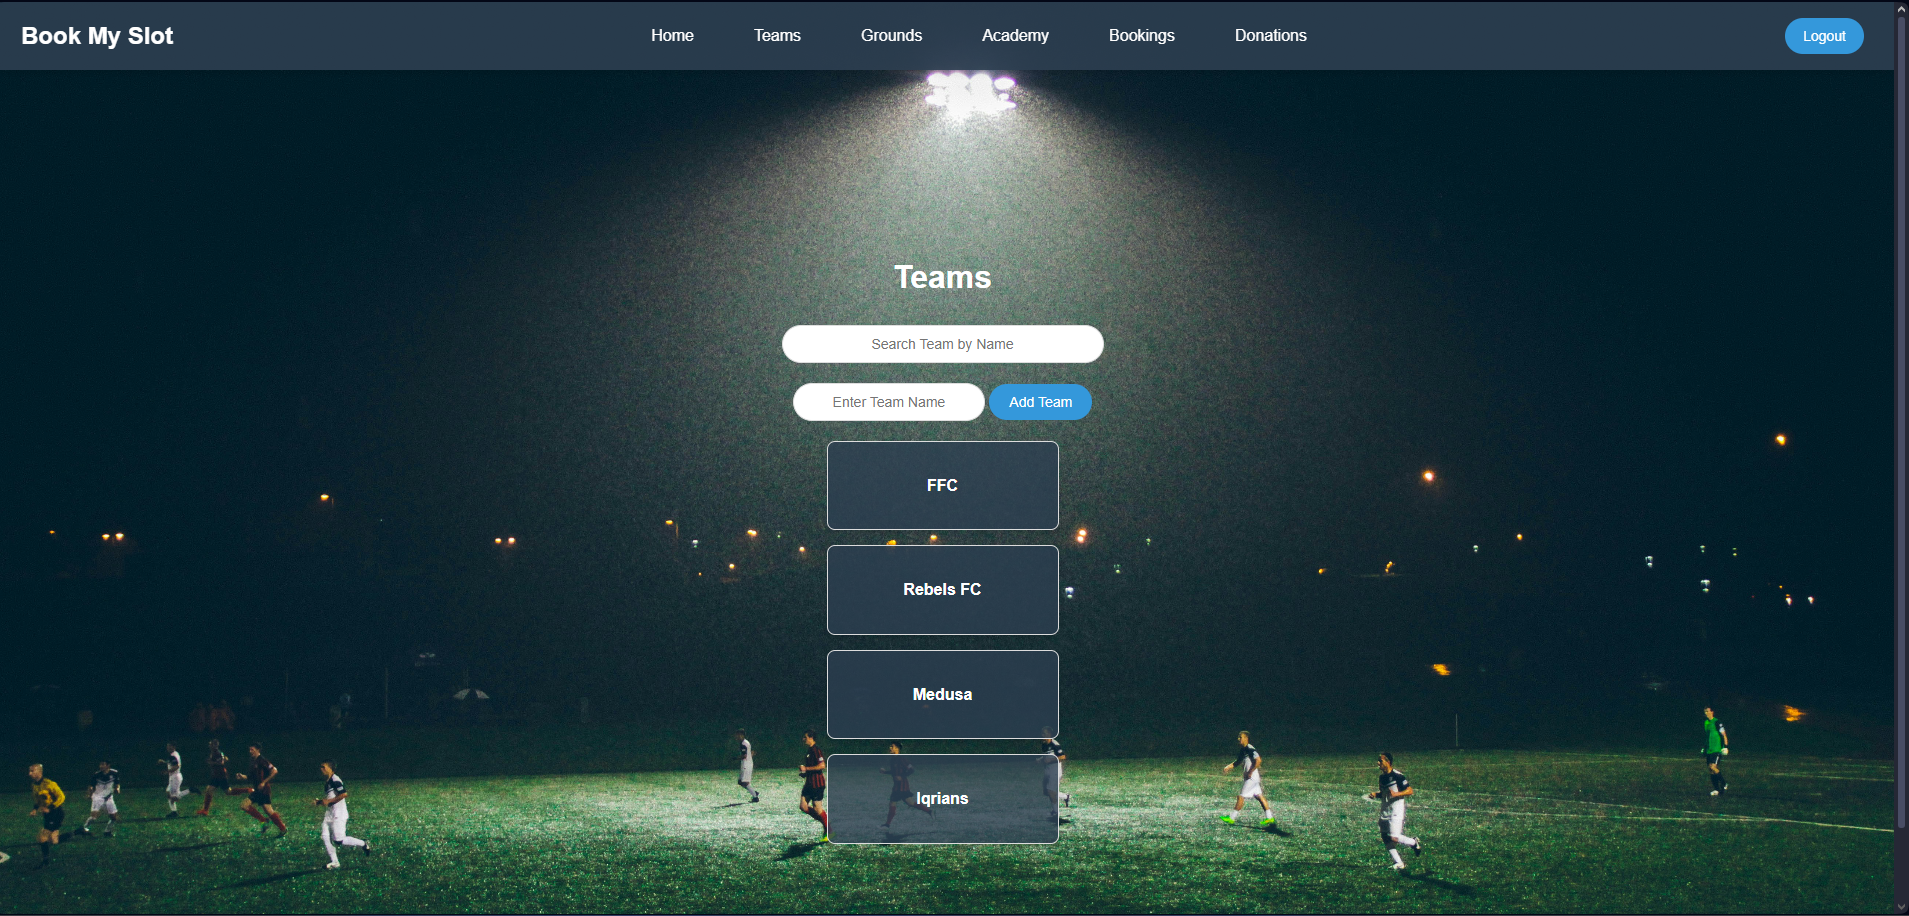 Book My Slot
Home Teams Grounds Academy Bookings Donations
Logout
Teams
Search Team by Name
Enter Team Name Add Team
FFC
Rebels FC
Medusa
Iqrians